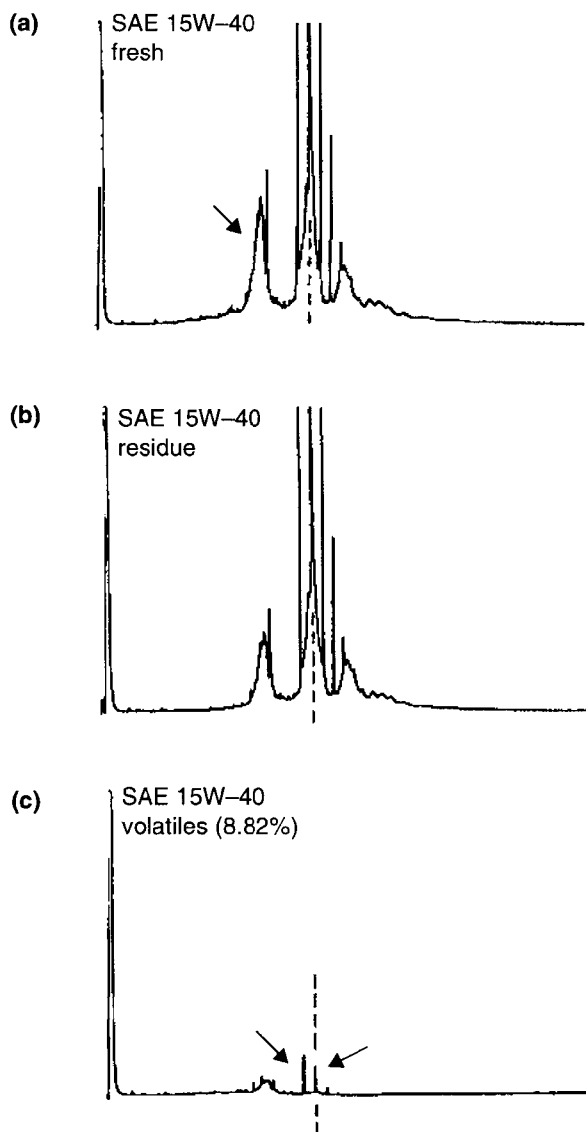 (a)
SAE 15W–40
fresh
(b)
SAE 15W–40
residue
(c)
SAE 15W–40
volatiles (8.82%)